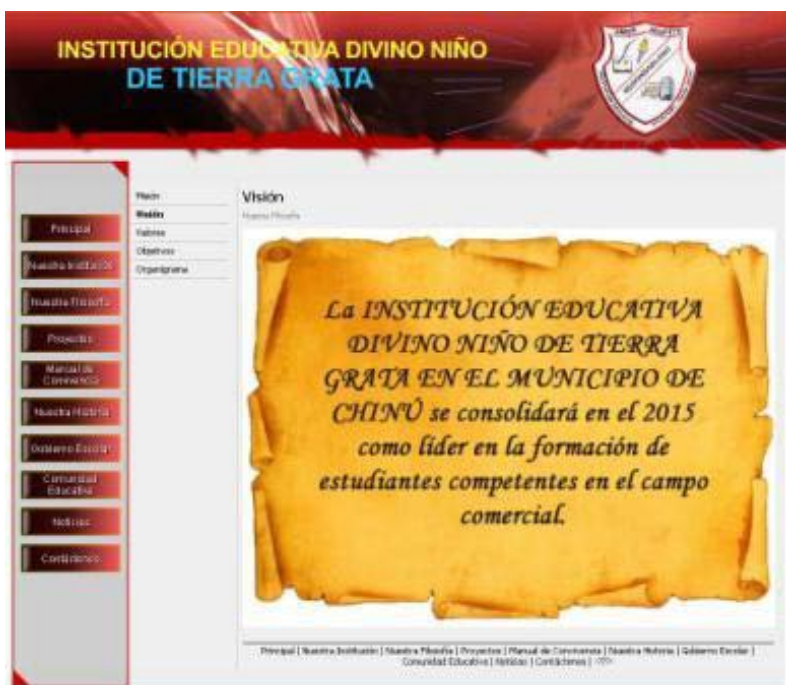 INSTITUCIÓN EDUCATIVA DIVINO NIÑO
DE TIERRA GRATA
Principal
Nuestra Institución
Nuestra Filosofía
Proyectos
Manual de
Convivencia
Nuestra Historia
Gobierno Escolar
Comunidad
Educativa
Noticias
Contáctenos
Misión
Visión
Valores
Objetivos
Organigrama
Visión
Nuestra Filosofía
La INSTITUCIÓN EDUCATIVA
DIVINO NIÑO DE TIERRA
GRATA EN EL MUNICIPIO DE
CHINÚ se consolidará en el 2015
como líder en la formación de
estudiantes competentes en el campo
comercial.
Principal | Nuestra Institución | Nuestra Filosofía | Proyectos | Manual de Convivencia | Nuestra Historia | Gobierno Escolar |
Comunidad Educativa | Noticias | Contáctenos |